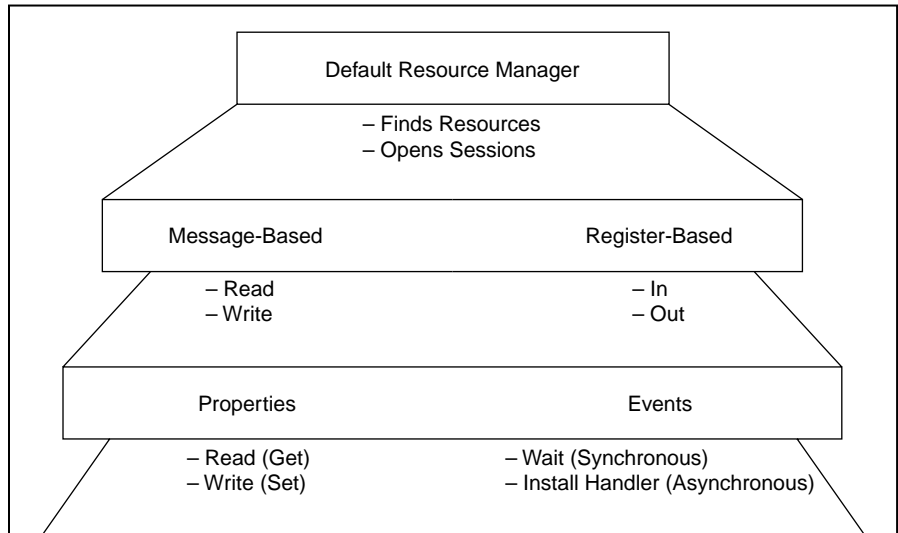 Default Resource Manager
– Finds Resources
– Opens Sessions
Message-Based Register-Based
– Read – In
– Write – Out
Properties Events
– Read (Get) – Wait (Synchronous)
– Write (Set) – Install Handler (Asynchronous)